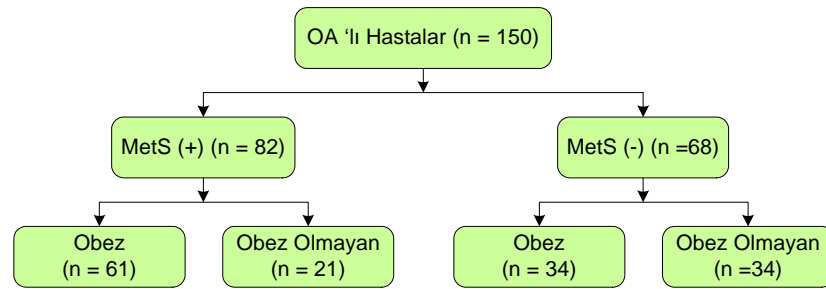 OA ‘lı Hastalar (n = 150)
MetS (+) (n = 82)
MetS (-) (n =68)
Obez
(n = 61)
Obez Olmayan
(n = 21)
Obez
(n = 34)
Obez Olmayan
(n =34)